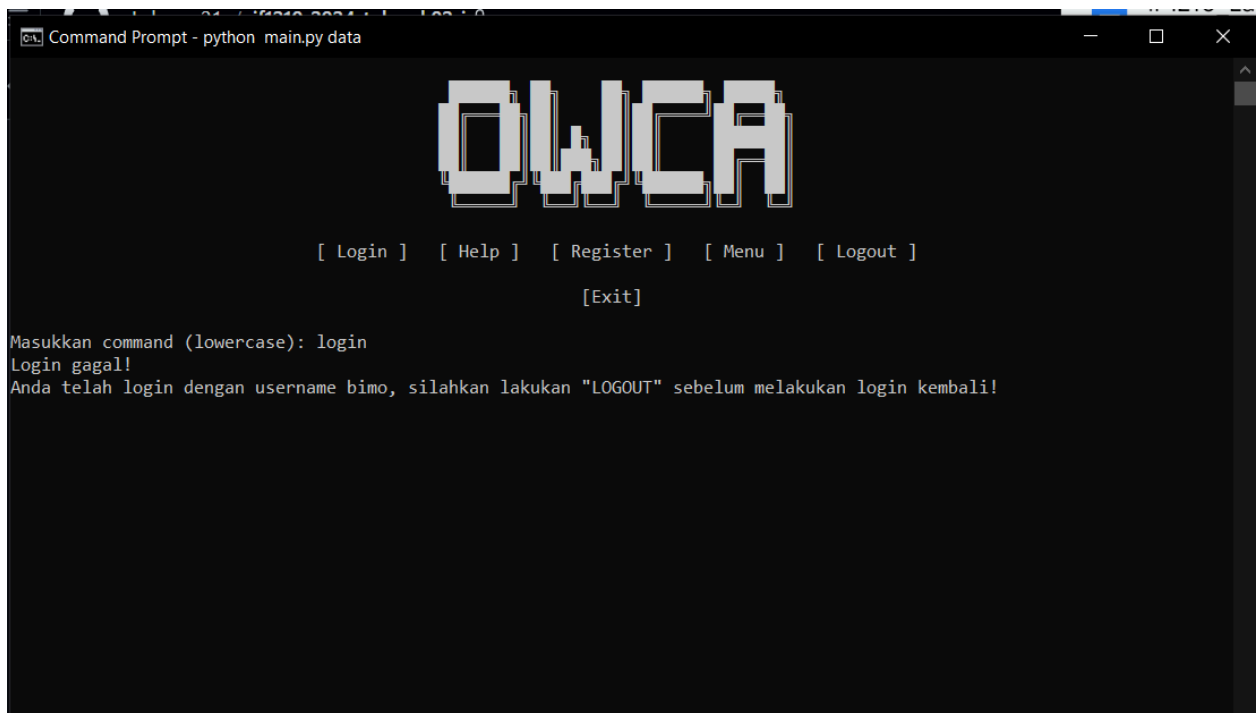 Command Prompt - python  main.py data
OWCA
[ Login ]   [ Help ]   [ Register ]   [ Menu ]   [ Logout ]
[Exit]
Masukkan command (lowercase): login
Login gagal!
Anda telah login dengan username bimo, silahkan lakukan "LOGOUT" sebelum melakukan login kembali!